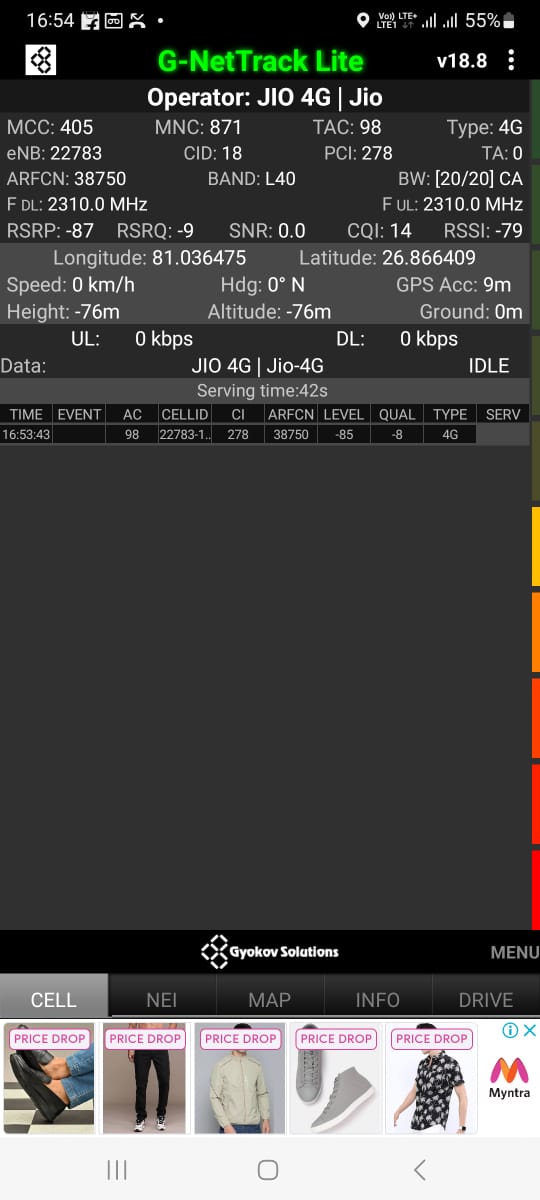 16:54 Vo) LTE+ LTE1 55%
G-NetTrack Lite v18.8
Operator: JIO 4G | Jio
MCC: 405 MNC: 871 TAC: 98 Type: 4G
eNB: 22783 CID: 18 PCI: 278 TA: 0
ARFCN: 38750 BAND: L40 BW: [20/20] CA
F DL: 2310.0 MHz F UL: 2310.0 MHz
RSRP: -87 RSRQ: -9 SNR: 0.0 CQI: 14 RSSI: -79
Longitude: 81.036475 Latitude: 26.866409
Speed: 0 km/h Hdg: 0° N GPS Acc: 9m
Height: -76m Altitude: -76m Ground: 0m
UL: 0 kbps DL: 0 kbps
Data: JIO 4G | Jio-4G IDLE
Serving time:42s
TIME EVENT AC CELLID CI ARFCN LEVEL QUAL TYPE SERV
16:53:43 98 22783-1.. 278 38750 -85 -8 4G
Gyokov Solutions MENU
CELL NEI MAP INFO DRIVE
PRICE DROP PRICE DROP PRICE DROP PRICE DROP PRICE DROP
Myntra